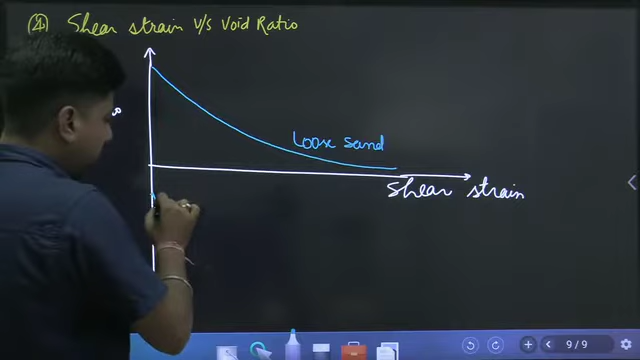 ④ Shear strain v/s Void Ratio
Loose sand
Shear strain
9 / 9